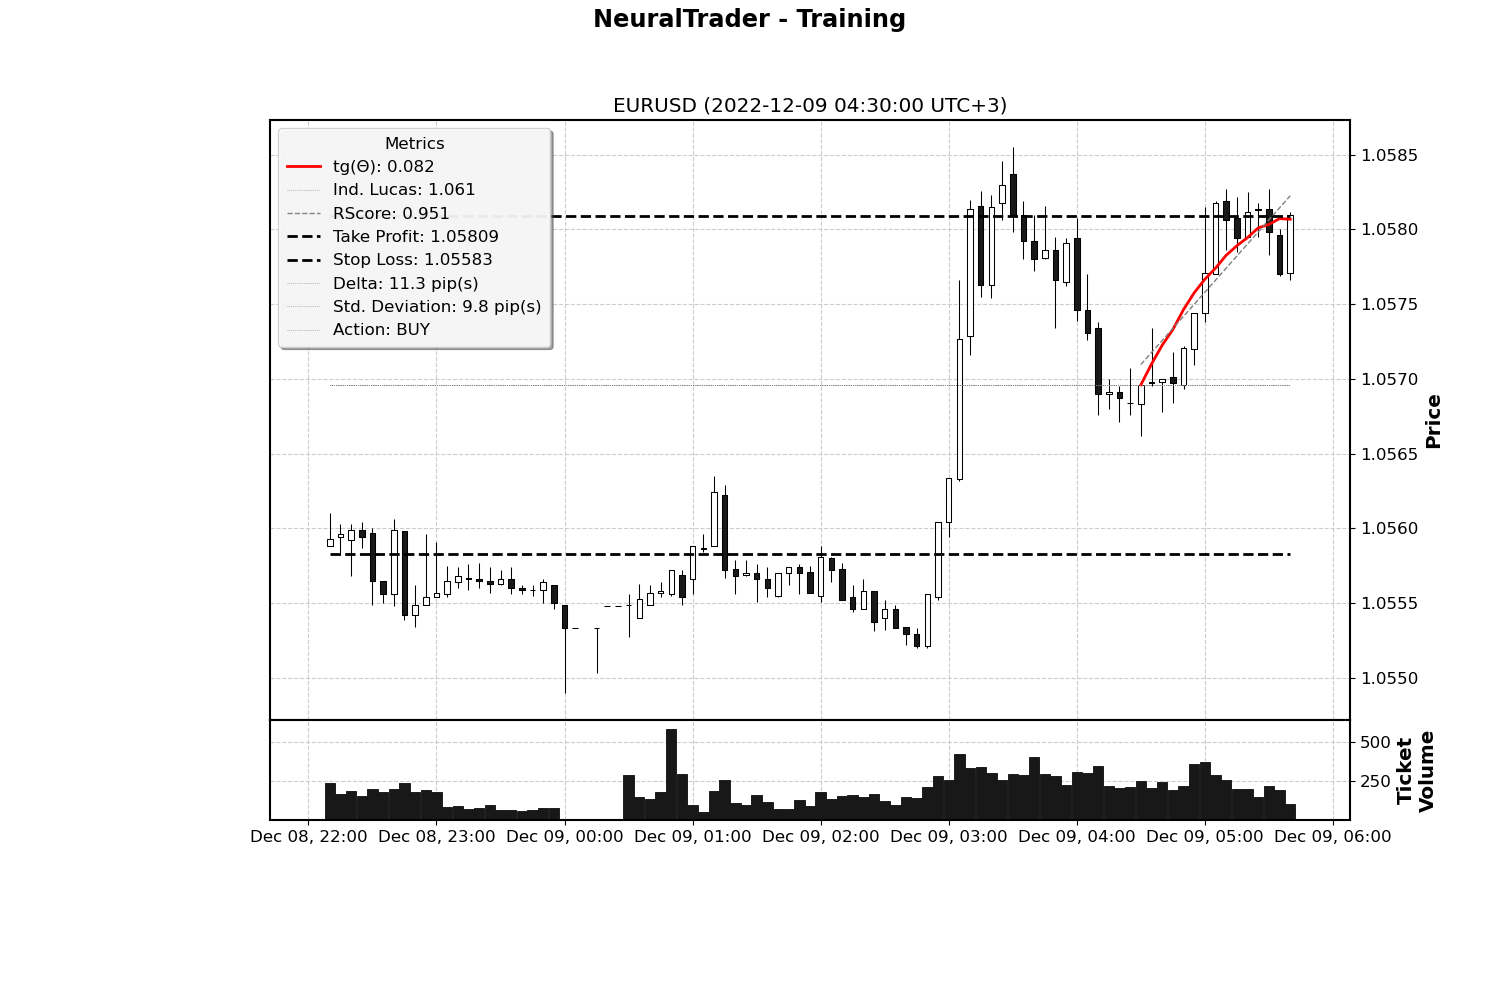 NeuralTrader - Training
EURUSD (2022-12-09 04:30:00 UTC+3)
Metrics
tg(Θ): 0.082
Ind. Lucas: 1.061
RScore: 0.951
Take Profit: 1.05809
Stop Loss: 1.05583
Delta: 11.3 pip(s)
Std. Deviation: 9.8 pip(s)
Action: BUY
1.0585
1.0580
1.0575
1.0570
1.0565
1.0560
1.0555
1.0550
Price
500
250
Ticket
Volume
Dec 08, 22:00 Dec 08, 23:00 Dec 09, 00:00 Dec 09, 01:00 Dec 09, 02:00 Dec 09, 03:00 Dec 09, 04:00 Dec 09, 05:00 Dec 09, 06:00